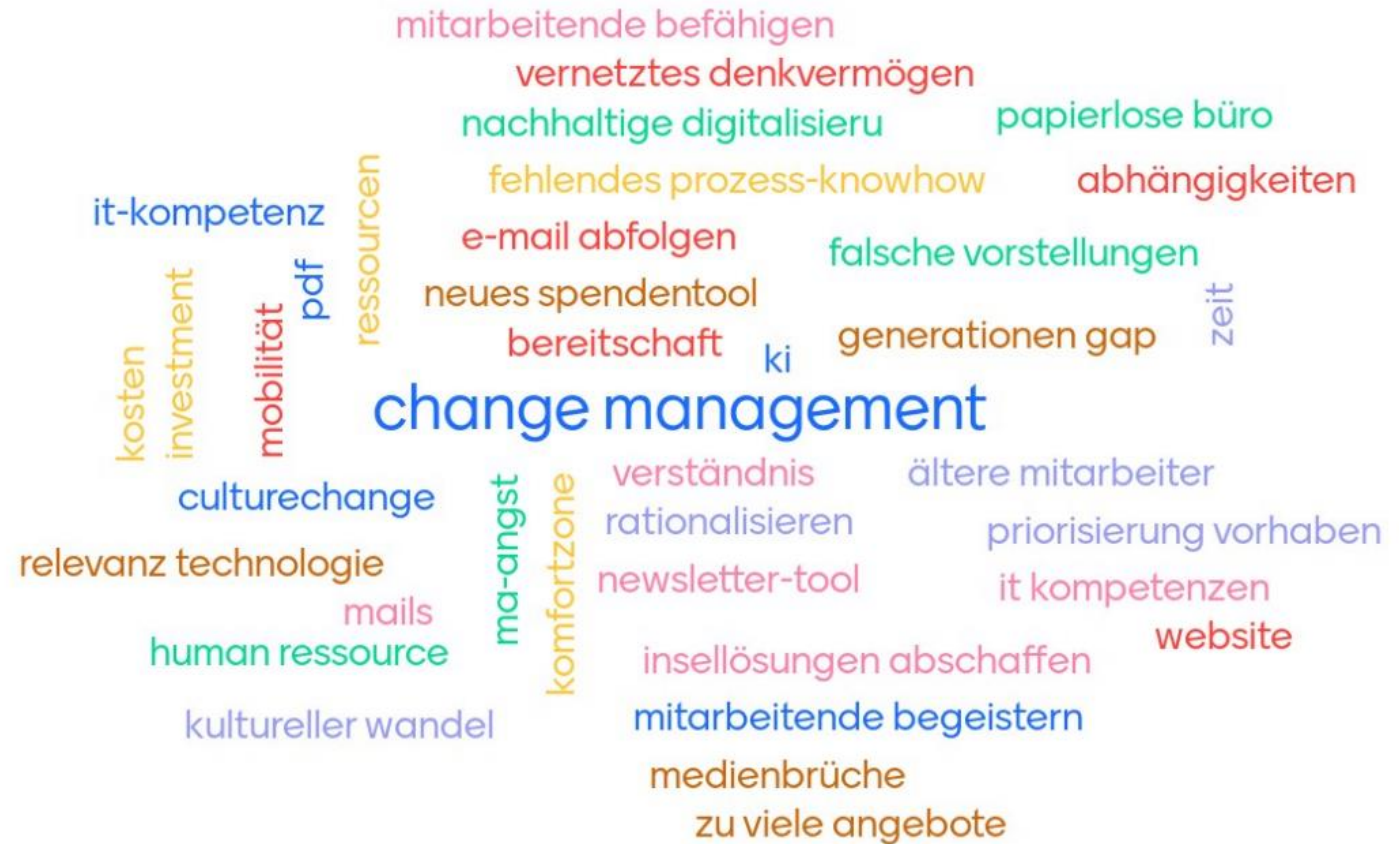 mitarbeitende befähigen
vernetztes denkvermögen
nachhaltige digitalisieru
papierlose büro
fehlendes prozess-knowhow
abhängigkeiten
it-kompetenz
ressourcen
e-mail abfolgen
falsche vorstellungen
pdf
neues spendentool
zeit
investment
mobilität
bereitschaft
ki
generationen gap
kosten
change management
verständnis
ältere mitarbeiter
culturechange
ma-angst
komfortzone
rationalisieren
priorisierung vorhaben
relevanz technologie
newsletter-tool
it kompetenzen
mails
website
human ressource
insellösungen abschaffen
kultureller wandel
mitarbeitende begeistern
medienbrüche
zu viele angebote